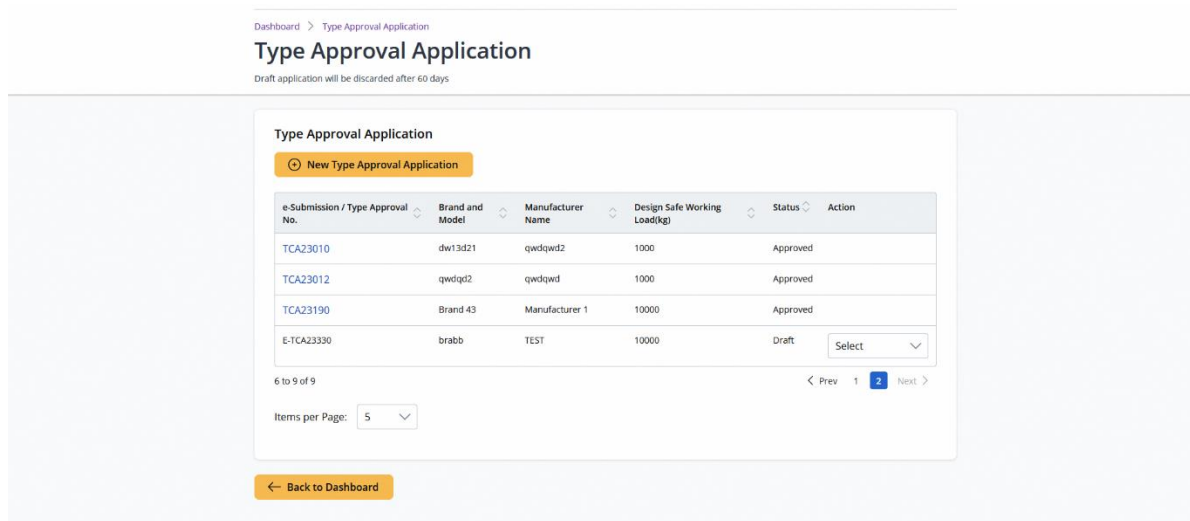 Dashboard > Type Approval Application
Type Approval Application
Draft application will be discarded after 60 days
Type Approval Application
New Type Approval Application
e-Submission / Type Approval No. Brand and Model Manufacturer Name Design Safe Working Load(kg) Status Action
TCA23010 dw13d21 qwdqwd2 1000 Approved
TCA23012 qwdqd2 qwdqwd 1000 Approved
TCA23190 Brand 43 Manufacturer 1 10000 Approved
E-TCA23330 brabb TEST 10000 Draft Select
6 to 9 of 9 < Prev 1 2 Next >
Items per Page: 5
← Back to Dashboard